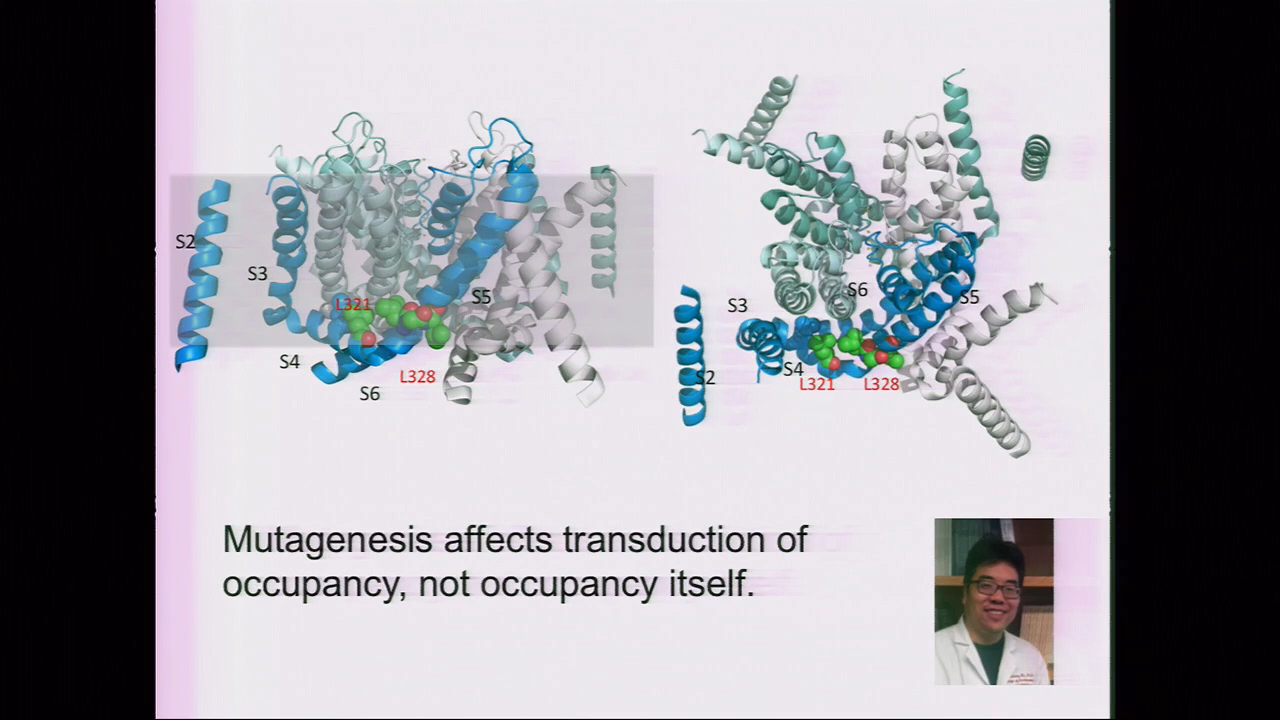 S2
S3
L321
S5
S4
L328
S6
S3
S6
S5
S2
S4
L321
L328
Mutagenesis affects transduction of
occupancy, not occupancy itself.